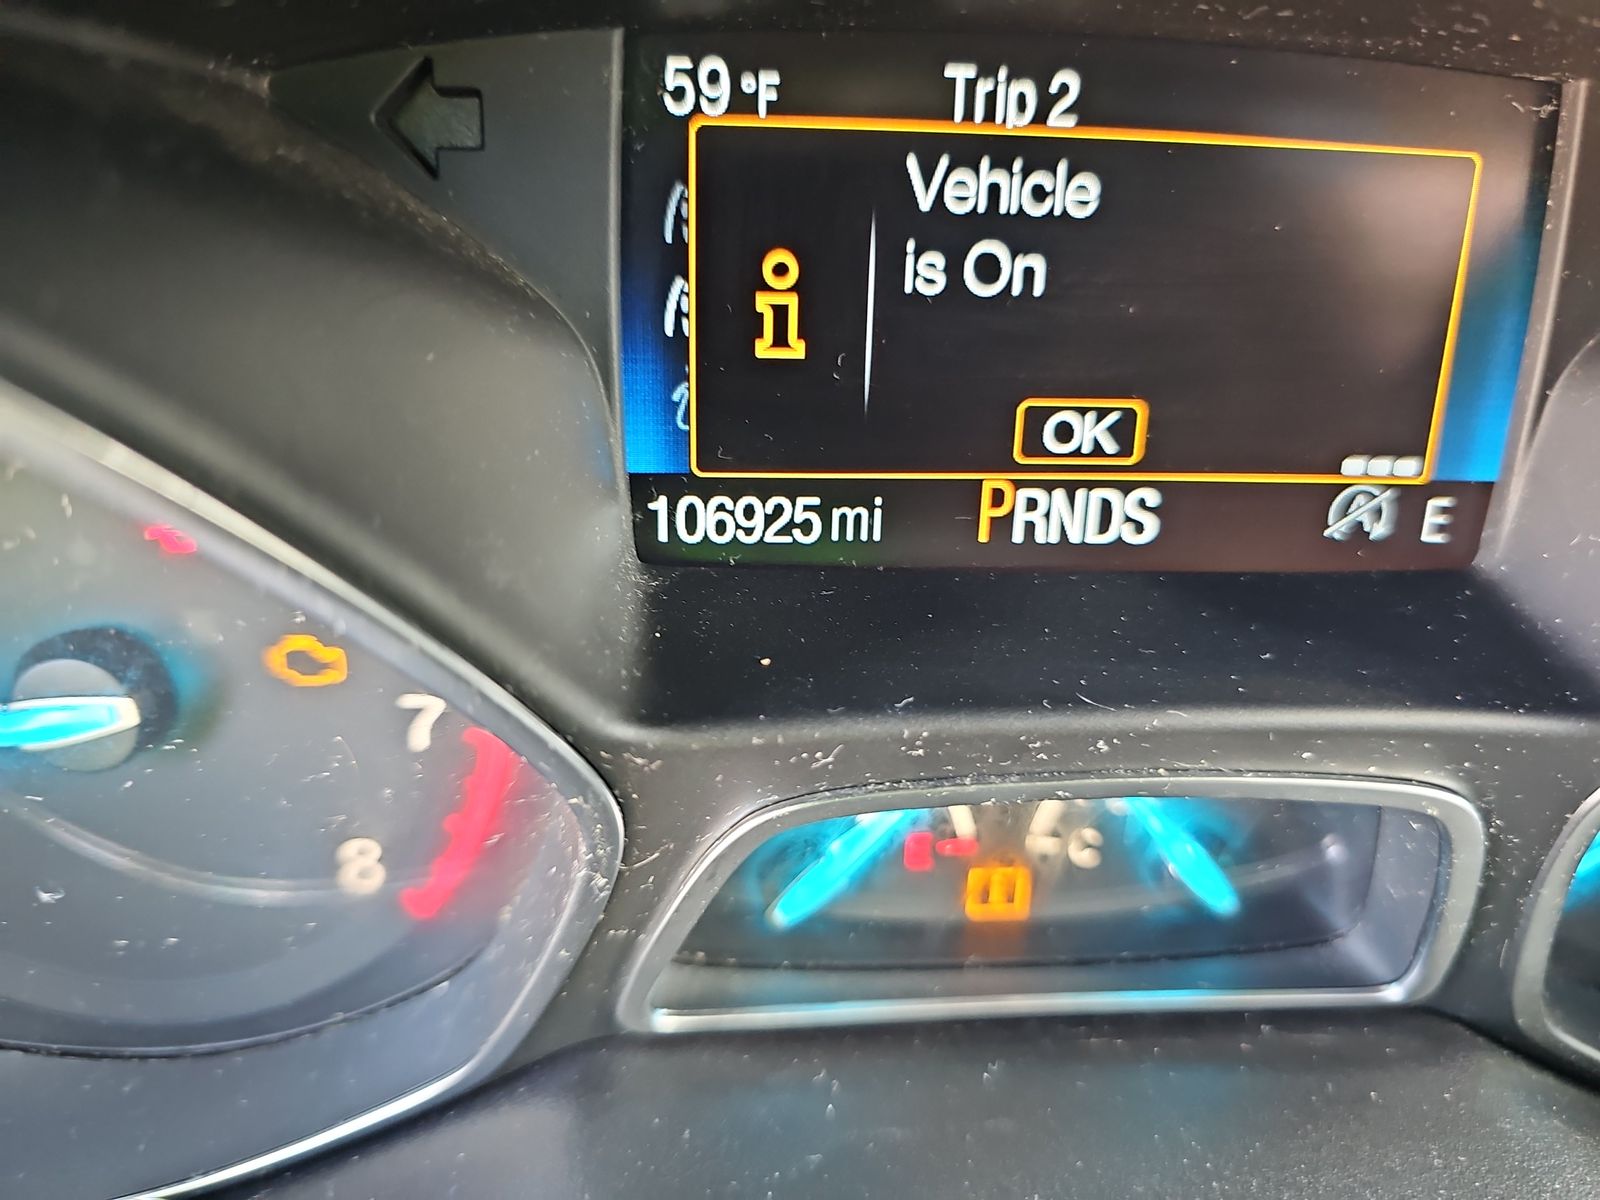 59°F Trip 2
Vehicle
is On
OK
106925 mi PRNDS E
7
8
E C